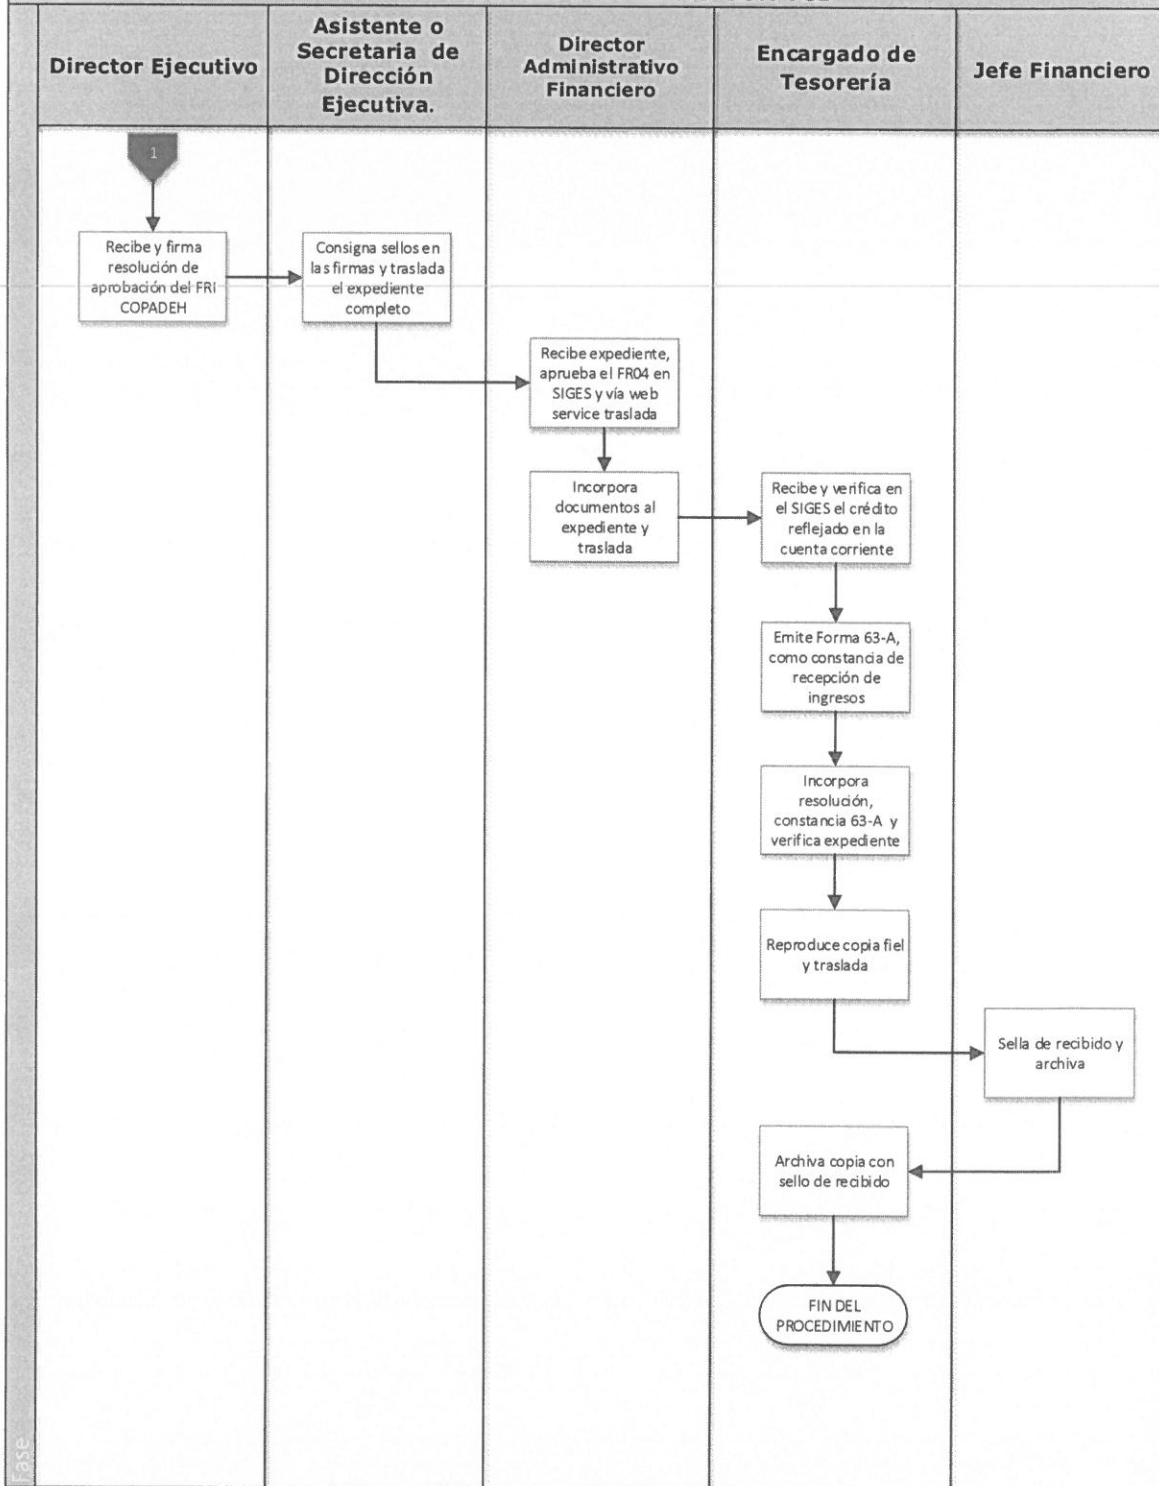 Director Ejecutivo
Asistente o
Secretaria de
Dirección
Ejecutiva.
Director
Administrativo
Financiero
Encargado de
Tesorería
Jefe Financiero
1
Recibe y firma
resolución de
aprobación del FRI
COPADEH
Consigna sellos en
las firmas y traslada
el expediente
completo
Recibe expediente,
aprueba el FR04 en
SIGES y vía web
service traslada
Incorpora
documentos al
expediente y
traslada
Recibe y verifica en
el SIGES el crédito
reflejado en la
cuenta corriente
Emite Forma 63-A,
como constancia de
recepción de
ingresos
Incorpora
resolución,
constancia 63-A y
verifica expediente
Reproduce copia fiel
y traslada
Sella de recibido y
archiva
Archiva copia con
sello de recibido
FIN DEL
PROCEDIMIENTO
Fase